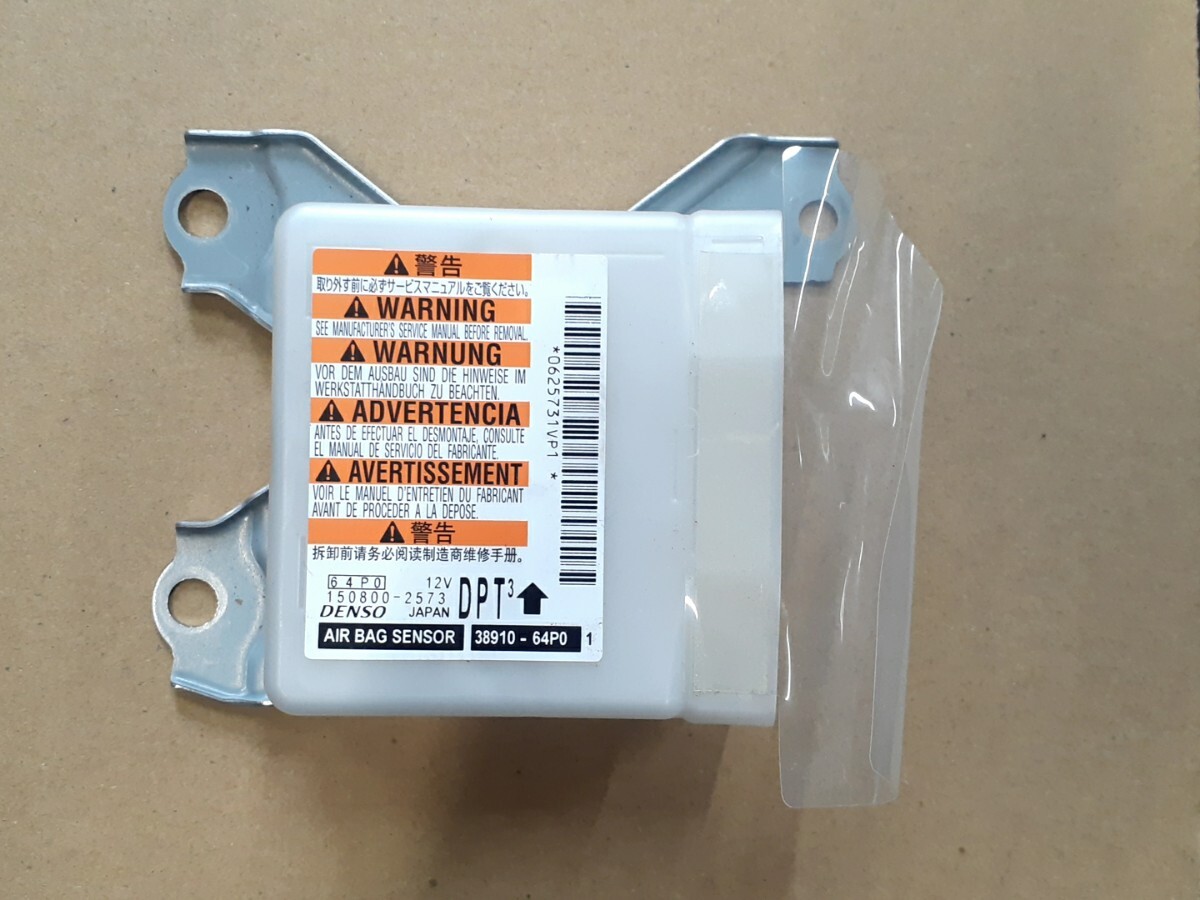 警告
取り外す前に必ずサービスマニュアルをご覧ください。
WARNING
SEE MANUFACTURER'S SERVICE MANUAL BEFORE REMOVAL.
WARNUNG
VOR DEM AUSBAU SIND DIE HINWEISE IM
WERKSTATTHANDBUCH ZU BEACHTEN.
ADVERTENCIA
ANTES DE EFECTUAR EL DESMONTAJE, CONSULTE
EL MANUAL DE SERVICIO DEL FABRICANTE.
AVERTISSEMENT
VOIR LE MANUEL D'ENTRETIEN DU FABRICANT
AVANT DE PROCEDER A LA DEPOSE.
警告
拆卸前请务必阅读制造商维修手册。
64P0 12V
150800-2573
DENSO JAPAN
DPT3
AIR BAG SENSOR 38910-64P0 1
*0625731VP1 *